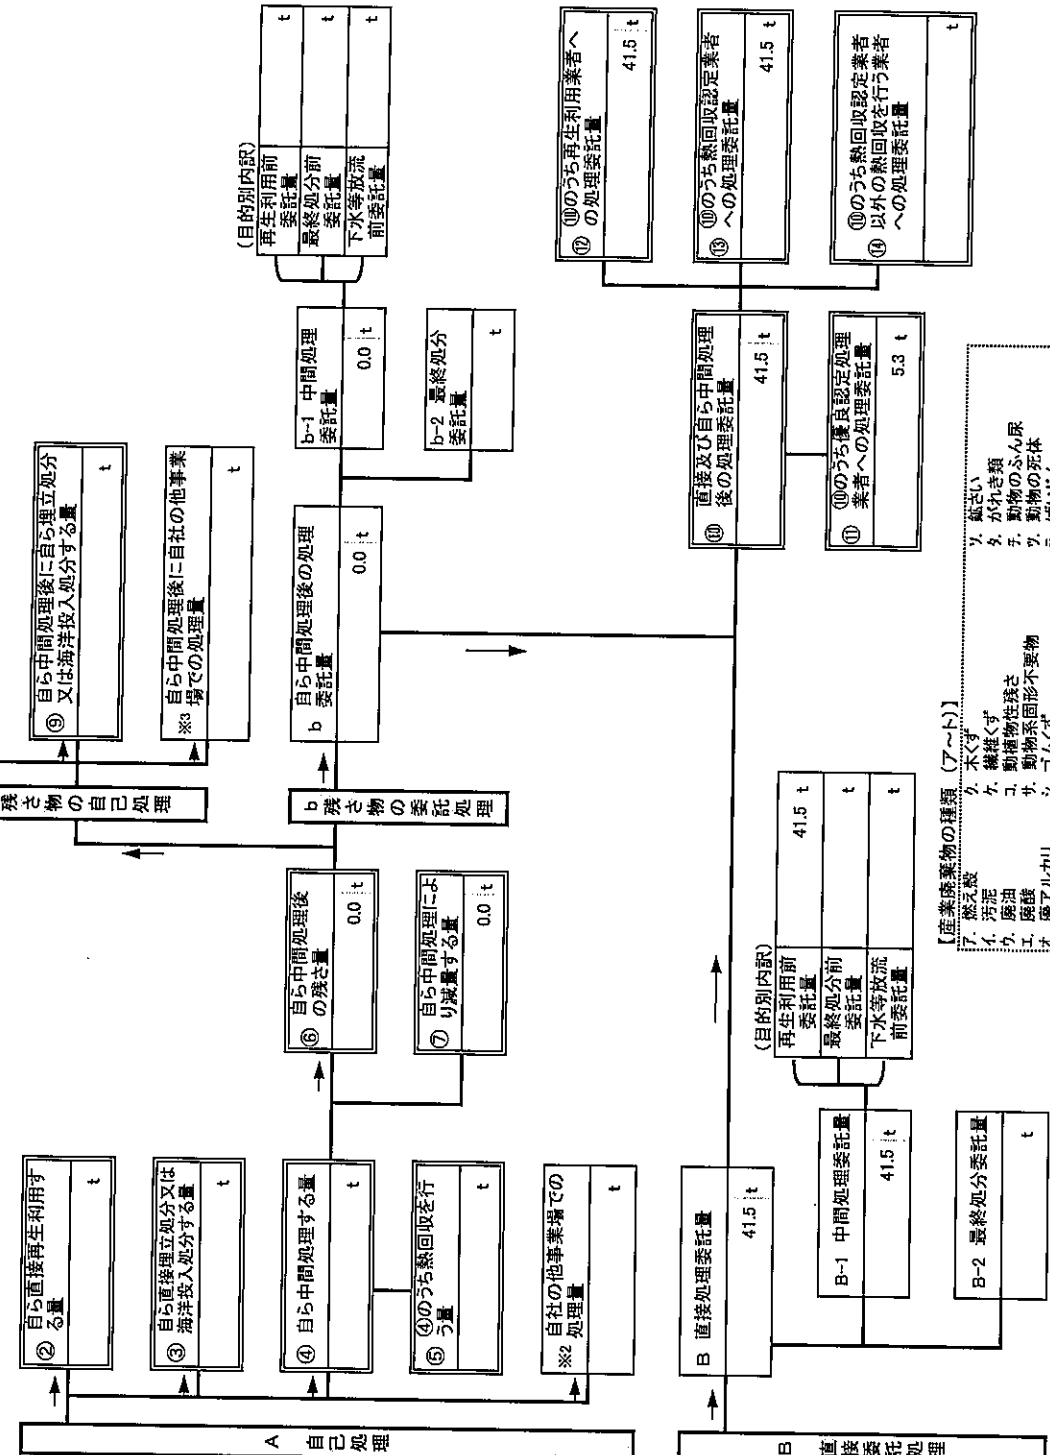 A
自己処理
② 自ら直接再生利用す
る量
t
③ 自ら直接埋立処分又は
海洋投入処分する量
t
④ 自ら中間処理する量
t
⑤ ④のうち熱回収を行
う量
t
※2 自社の他事業場での
処理量
t
⑥ 自ら中間処理後
の残さ量
0.0 t
⑦ 自ら中間処理によ
り減量する量
0.0 t
残さ物の自己処理
⑨ 自ら中間処理後に自ら埋立処分
又は海洋投入処分する量
t
※3 自ら中間処理後に自社の他事業
場での処理量
t
b
残さ物の委託処理
b 自ら中間処理後の処理
委託量
0.0 t
b-1 中間処理
委託量
0.0 t
b-2 最終処分
委託量
t
(目的別内訳)
再生利用前
委託量
t
最終処分前
委託量
t
下水等放流
前委託量
t
B
直接委託処理
B 直接処理委託量
41.5 t
B-1 中間処理委託量
41.5 t
B-2 最終処分委託量
t
(目的別内訳)
再生利用前
委託量
41.5 t
最終処分前
委託量
t
下水等放流
前委託量
t
⑩ 直接及び自ら中間処理
後の処理委託量
41.5 t
⑪ ⑩のうち優良認定処理
業者への処理委託量
5.3 t
⑫ ⑩のうち再生利用業者へ
の処理委託量
41.5 t
⑬ ⑩のうち熱回収認定業者
への処理委託量
41.5 t
⑭ ⑩のうち熱回収認定業者
以外の熱回収を行う業者
への処理委託量
t
【産業廃棄物の種類 (ア~ト)】
ア. 燃え殻 ク. 木くず ソ. 鉱さい
イ. 汚泥 ケ. 繊維くず タ. がれき類
ウ. 廃油 コ. 動植物性残さ チ. 動物のふん尿
エ. 廃酸 サ. 動物系固形不要物 ツ. 動物の死体
オ. 廃アルカリ シ. ゴムくず